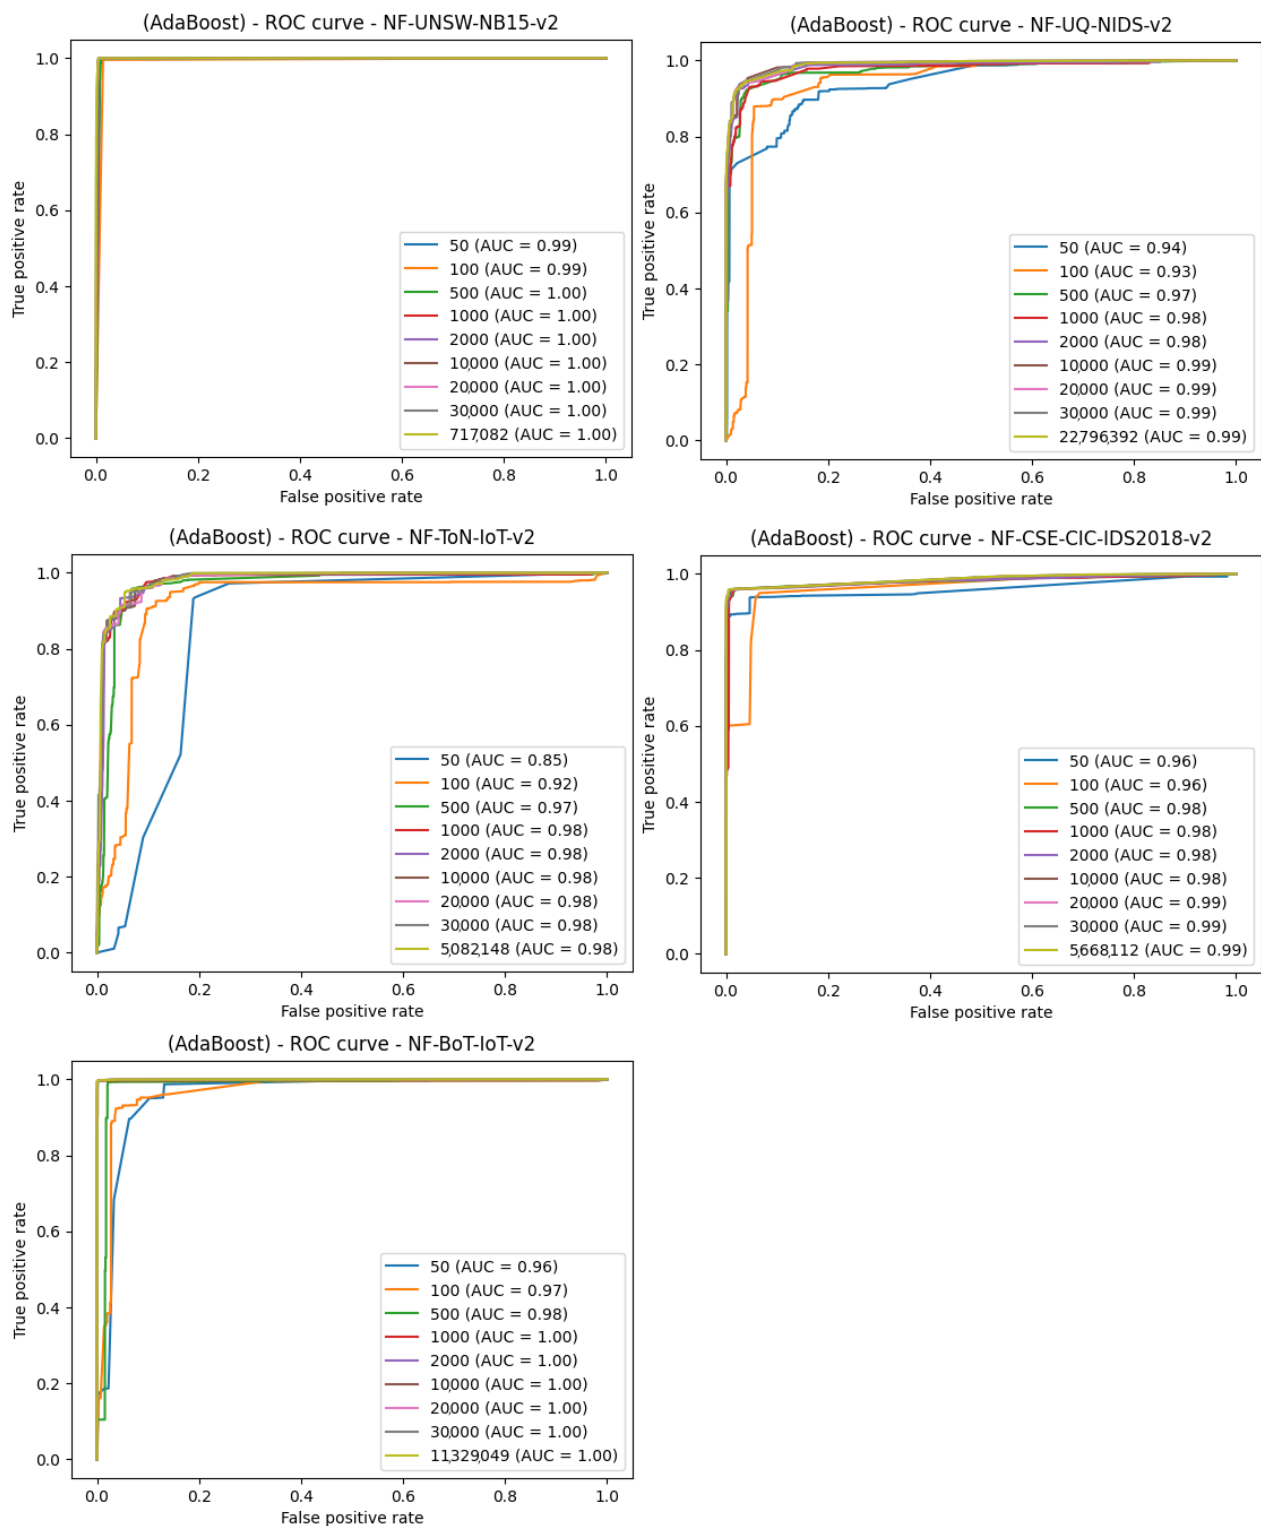 (AdaBoost) - ROC curve - NF-UNSW-NB15-v2
1.0
0.8
0.6
0.4
0.2
0.0
True positive rate
50 (AUC = 0.99)
100 (AUC = 0.99)
500 (AUC = 1.00)
1000 (AUC = 1.00)
2000 (AUC = 1.00)
10,000 (AUC = 1.00)
20,000 (AUC = 1.00)
30,000 (AUC = 1.00)
717,082 (AUC = 1.00)
0.0 0.2 0.4 0.6 0.8 1.0
False positive rate
(AdaBoost) - ROC curve - NF-UQ-NIDS-v2
1.0
0.8
0.6
0.4
0.2
0.0
True positive rate
50 (AUC = 0.94)
100 (AUC = 0.93)
500 (AUC = 0.97)
1000 (AUC = 0.98)
2000 (AUC = 0.98)
10,000 (AUC = 0.99)
20,000 (AUC = 0.99)
30,000 (AUC = 0.99)
22,796,392 (AUC = 0.99)
0.0 0.2 0.4 0.6 0.8 1.0
False positive rate
(AdaBoost) - ROC curve - NF-ToN-IoT-v2
1.0
0.8
0.6
0.4
0.2
0.0
True positive rate
50 (AUC = 0.85)
100 (AUC = 0.92)
500 (AUC = 0.97)
1000 (AUC = 0.98)
2000 (AUC = 0.98)
10,000 (AUC = 0.98)
20,000 (AUC = 0.98)
30,000 (AUC = 0.98)
5,082,148 (AUC = 0.98)
0.0 0.2 0.4 0.6 0.8 1.0
False positive rate
(AdaBoost) - ROC curve - NF-CSE-CIC-IDS2018-v2
1.0
0.8
0.6
0.4
0.2
0.0
True positive rate
50 (AUC = 0.96)
100 (AUC = 0.96)
500 (AUC = 0.98)
1000 (AUC = 0.98)
2000 (AUC = 0.98)
10,000 (AUC = 0.98)
20,000 (AUC = 0.99)
30,000 (AUC = 0.99)
5,668,112 (AUC = 0.99)
0.0 0.2 0.4 0.6 0.8 1.0
False positive rate
(AdaBoost) - ROC curve - NF-BoT-IoT-v2
1.0
0.8
0.6
0.4
0.2
0.0
True positive rate
50 (AUC = 0.96)
100 (AUC = 0.97)
500 (AUC = 0.98)
1000 (AUC = 1.00)
2000 (AUC = 1.00)
10,000 (AUC = 1.00)
20,000 (AUC = 1.00)
30,000 (AUC = 1.00)
11,329,049 (AUC = 1.00)
0.0 0.2 0.4 0.6 0.8 1.0
False positive rate